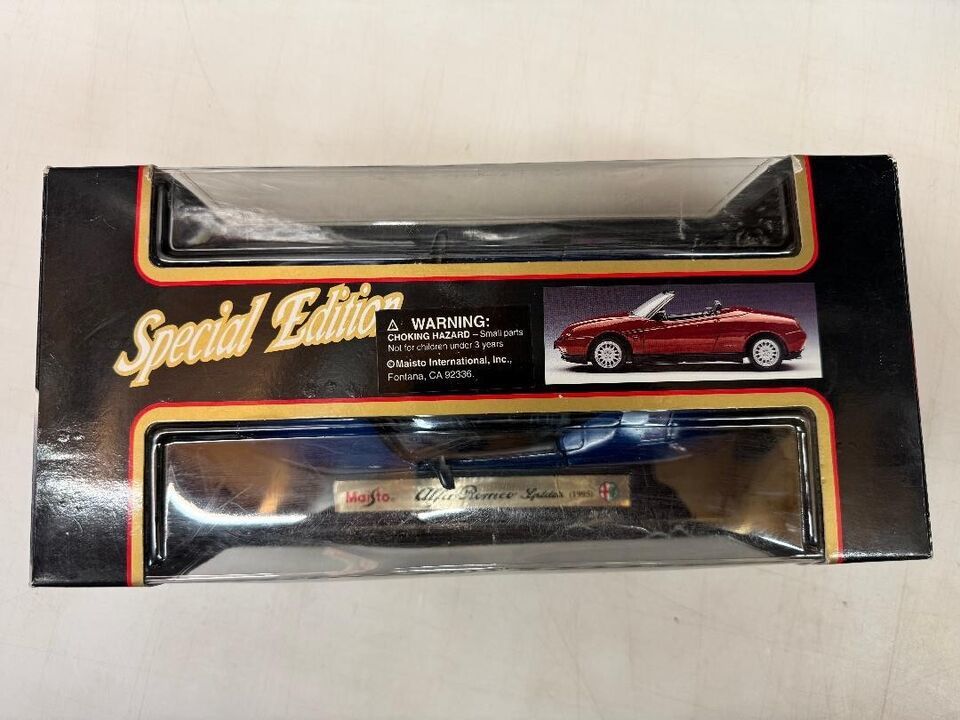 Special Edition
⚠ WARNING:
CHOKING HAZARD – Small parts
Not for children under 3 years
©Maisto International, Inc.,
Fontana, CA 92336.
Maisto Alfa Romeo Spider (1995)